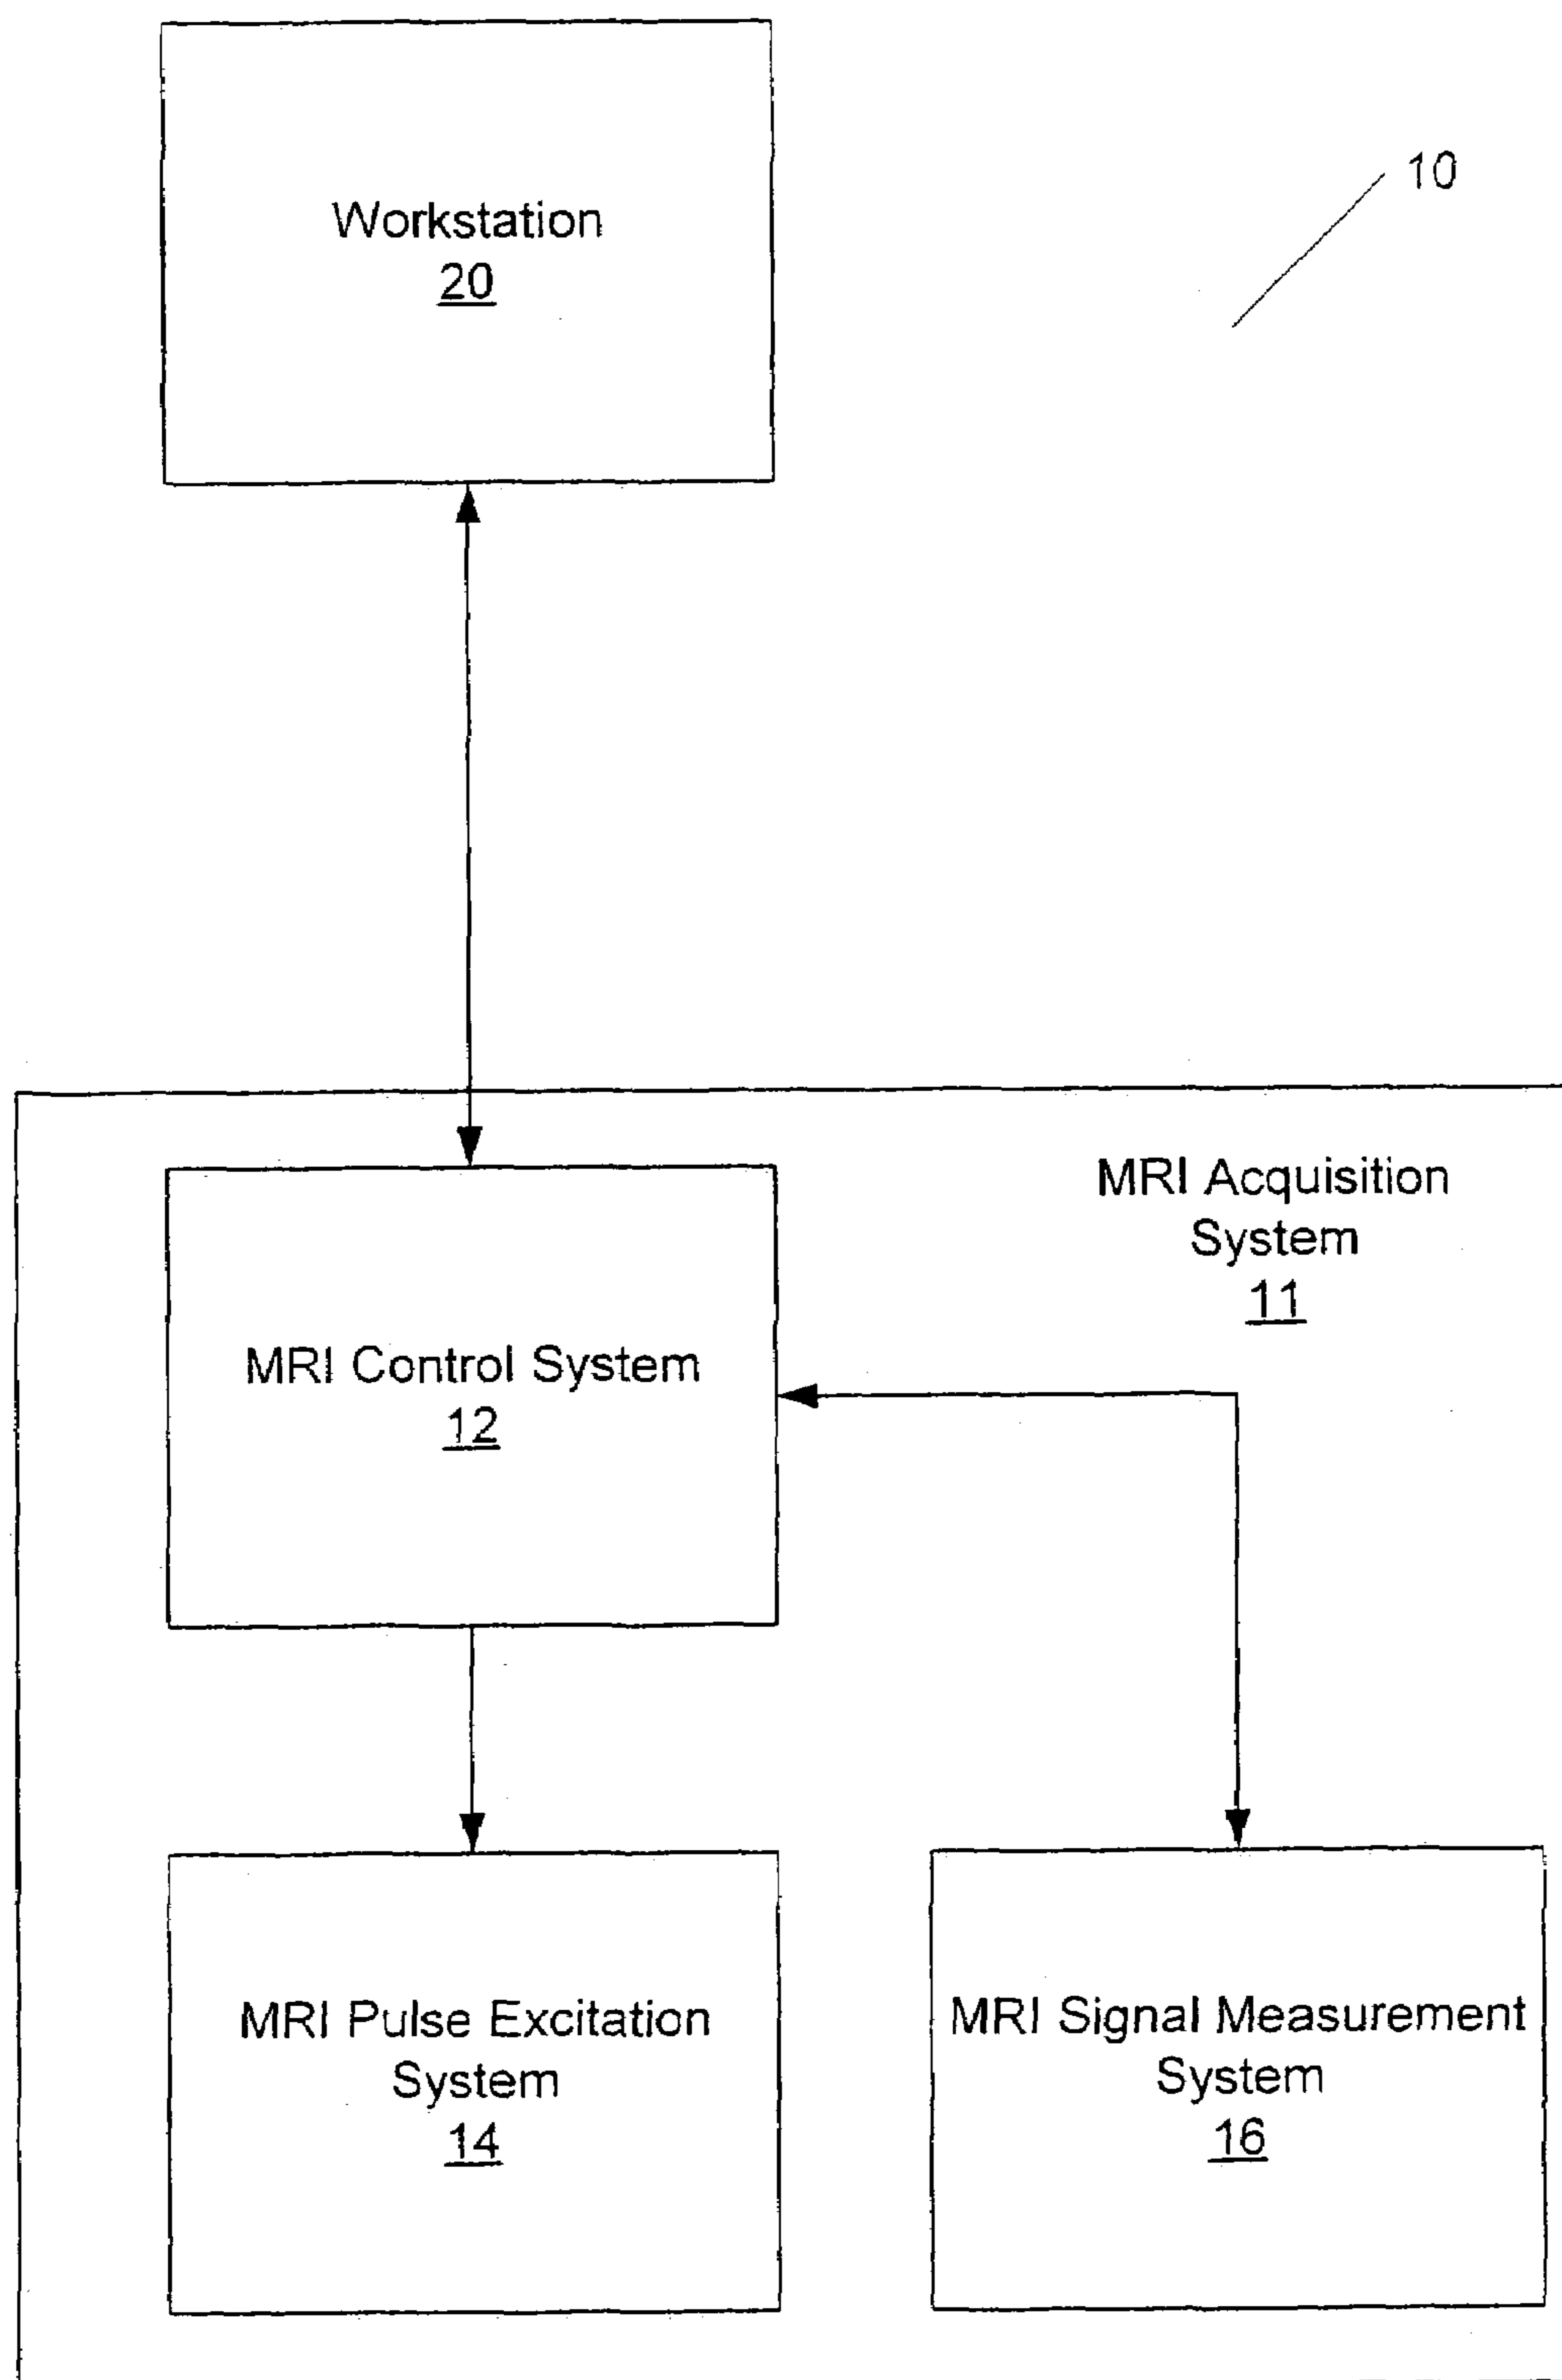 Workstation
20
10
MRI Acquisition
System
11
MRI Control System
12
MRI Pulse Excitation
System
14
MRI Signal Measurement
System
16